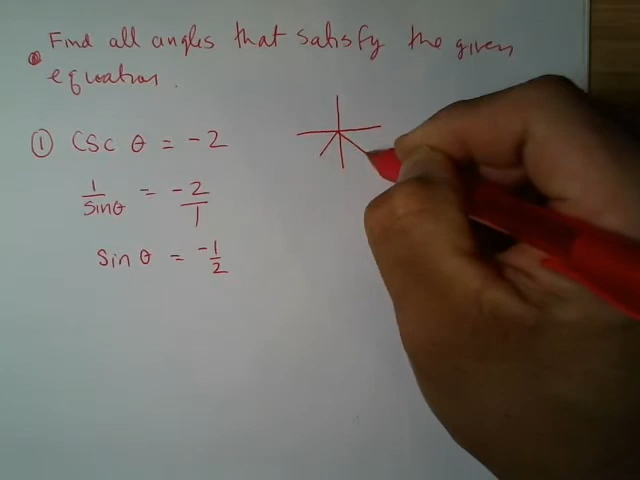 Find all angles that satisfy the given
equation.
① CSC θ = -2
1/sinθ = -2/1
sin θ = -1/2